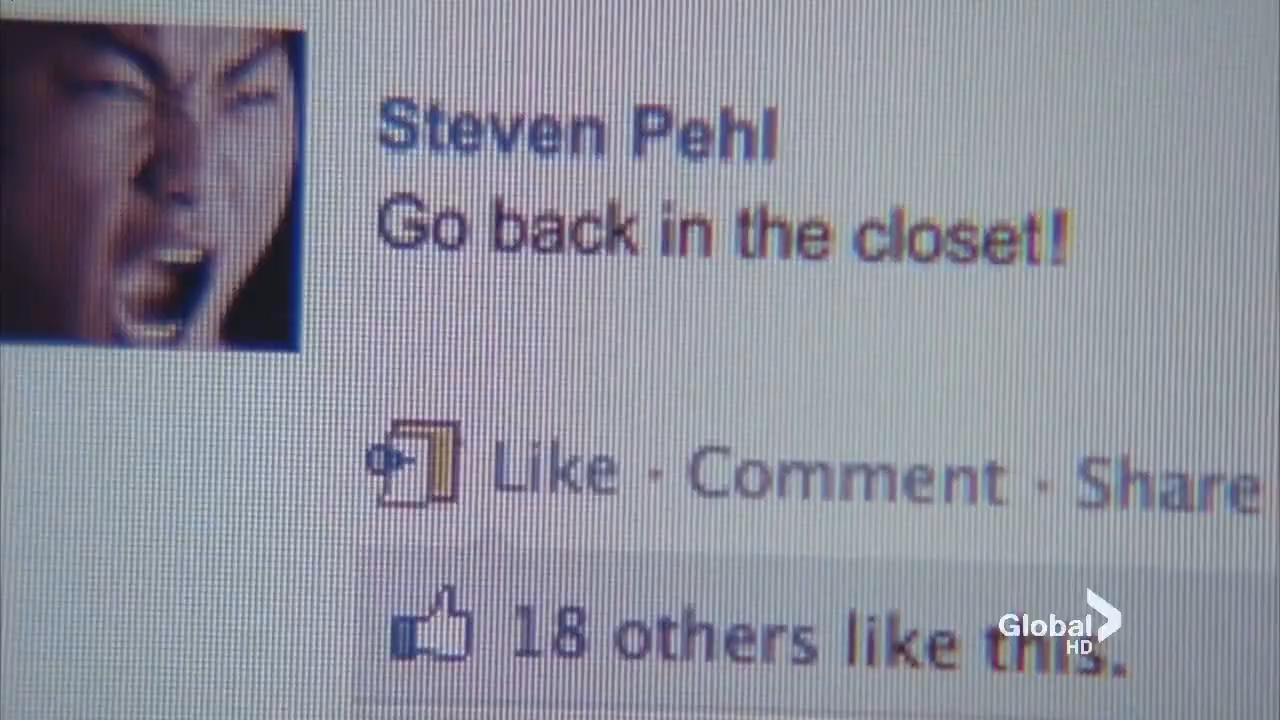 Steven Pehl
Go back in the closet!
Like · Comment · Share
18 others like this.
Global
HD